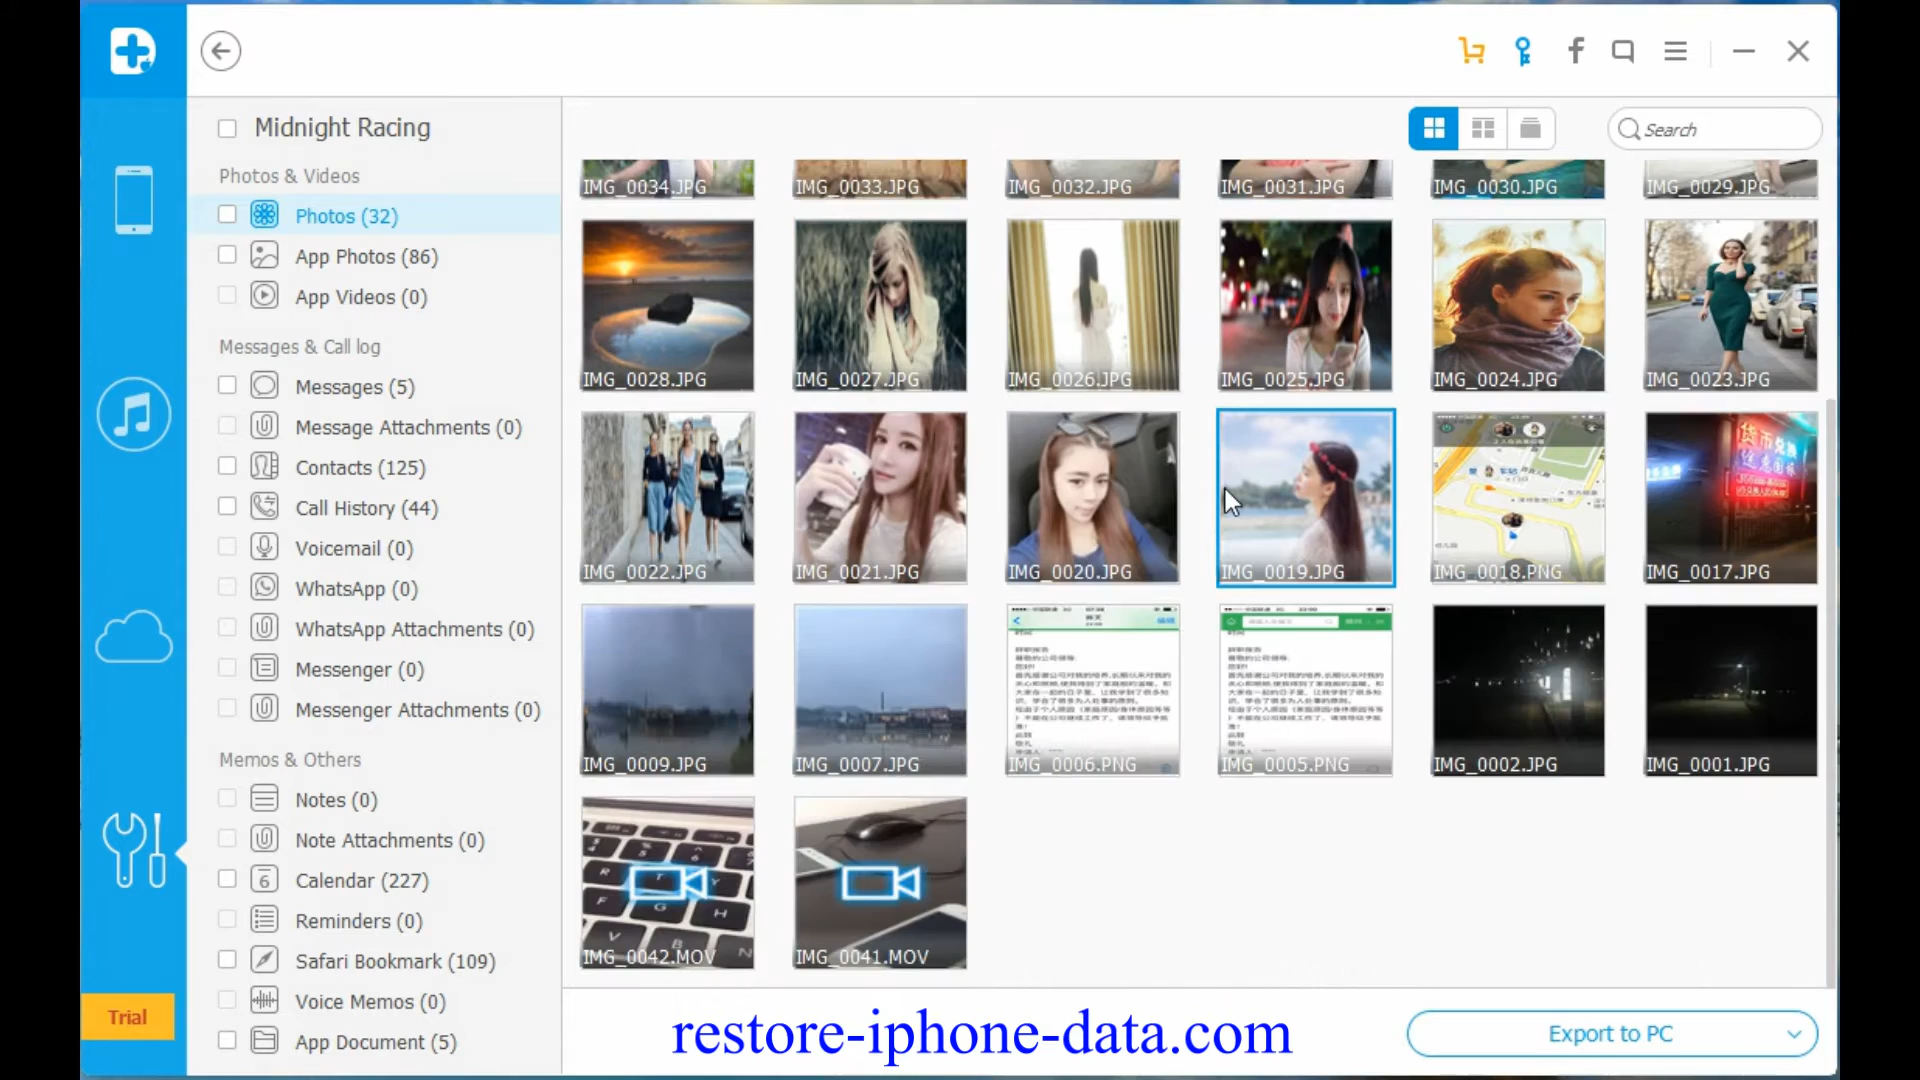 Midnight Racing
Photos & Videos
Photos (32)
App Photos (86)
App Videos (0)
Messages & Call log
Messages (5)
Message Attachments (0)
Contacts (125)
Call History (44)
Voicemail (0)
WhatsApp (0)
WhatsApp Attachments (0)
Messenger (0)
Messenger Attachments (0)
Memos & Others
Notes (0)
Note Attachments (0)
6
Calendar (227)
Reminders (0)
Safari Bookmark (109)
Voice Memos (0)
App Document (5)
Trial
Search
IMG_0034.JPG
IMG_0033.JPG
IMG_0032.JPG
IMG_0031.JPG
IMG_0030.JPG
IMG_0029.JPG
IMG_0028.JPG
IMG_0027.JPG
IMG_0026.JPG
IMG_0025.JPG
IMG_0024.JPG
IMG_0023.JPG
IMG_0022.JPG
IMG_0021.JPG
IMG_0020.JPG
IMG_0019.JPG
IMG_0018.PNG
货币兑换
IMG_0017.JPG
IMG_0009.JPG
IMG_0007.JPG
IMG_0006.PNG
IMG_0005.PNG
IMG_0002.JPG
IMG_0001.JPG
IMG_0042.MOV
IMG_0041.MOV
restore-iphone-data.com
Export to PC